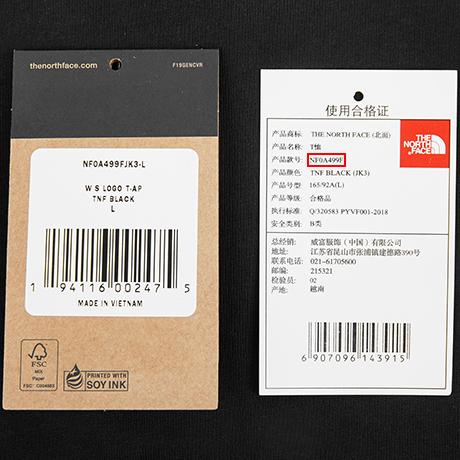 thenorthface.com
F19GENCVR
NF0A499FJK3-L
W S LOGO T-AP
TNF BLACK
L
1 94116 00247 5
MADE IN VIETNAM
FSC
MIX
Paper
FSC® C004883
PRINTED WITH
SOY INK
使用合格证
产品商标: THE NORTH FACE (北面)
产品名称: T恤
产品款号: NF0A499F
产品颜色: TNF BLACK (JK3)
产品号型: 165/92A(L)
产品等级: 合格品
执行标准: Q/320583 PYVF001-2018
安全类别: B类
THE
NORTH
FACE
总经销: 威富服饰（中国）有限公司
地址: 江苏省昆山市张浦镇建德路390号
联系电话: 021-61705600
邮编: 215321
检验员: 02
产地: 越南
6 907096 143915